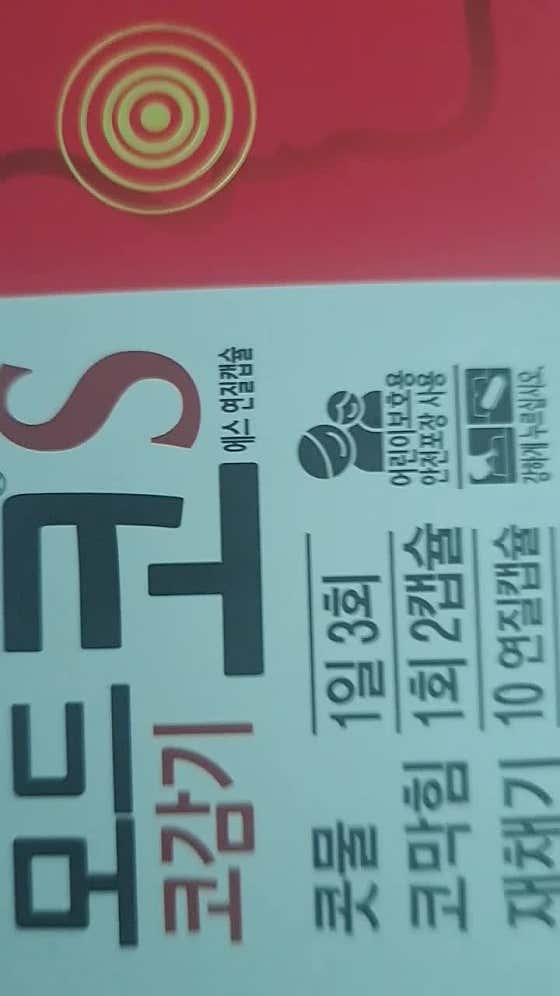 모드코 S
에스 연질캡슐
코감기
콧물
코막힘
재채기
1일 3회
1회 2캡슐
10 연질캡슐
어린이보호용
안전포장 사용
강하게 누르십시오.